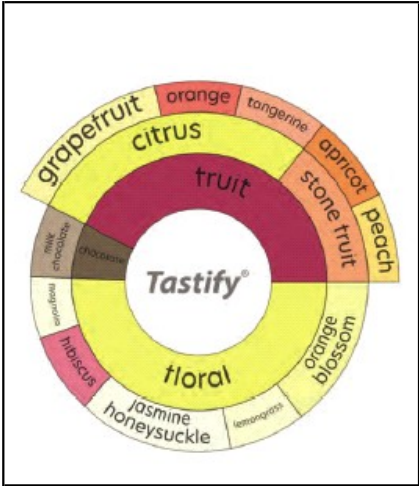 grapefruit
orange
tangerine
citrus
apricot
fruit
stone fruit
peach
milk
chocolate
chocolate
Tastify®
magnolia
hibiscus
floral
orange
blossom
jasmine
honeysuckle
lemongrass